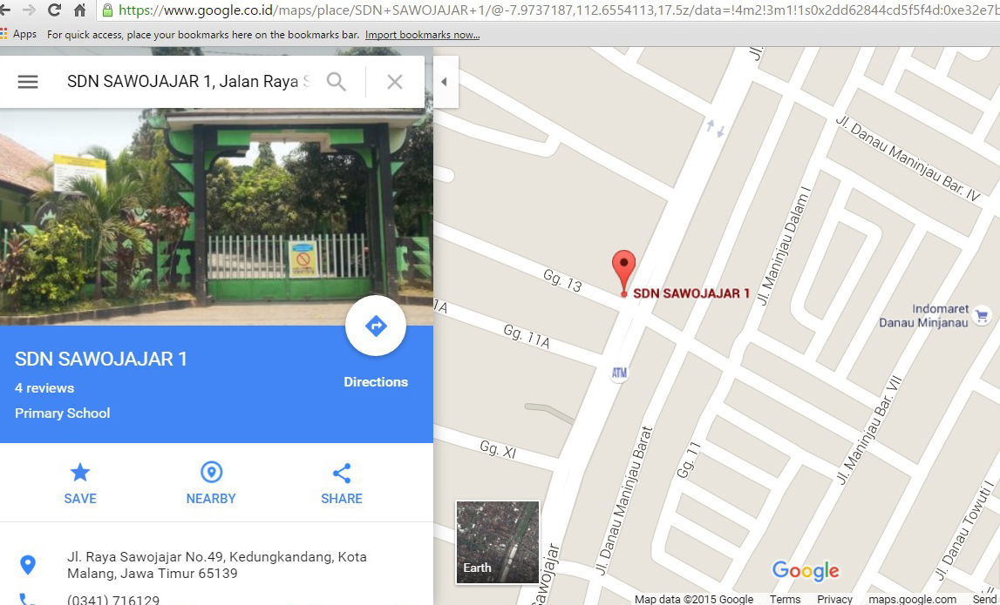 https://www.google.co.id/maps/place/SDN+SAWOJAJAR+1/@-7.9737187,112.6554113,17.5z/data=!4m2!3m1!1s0x2dd62844cd5f5f4d:0xe32e7b
Apps For quick access, place your bookmarks here on the bookmarks bar. Import bookmarks now...
SDN SAWOJAJAR 1, Jalan Raya S
SDN SAWOJAJAR 1
4 reviews
Primary School
Directions
SAVE
NEARBY
SHARE
Jl. Raya Sawojajar No.49, Kedungkandang, Kota
Malang, Jawa Timur 65139
(0341) 716129
Jl.
Jl. Danau Maninjau Bar. IV
Jl. Maninjau Dalam I
Gg. 13
SDN SAWOJAJAR 1
Indomaret
Danau Minjanau
1A
Gg. 11A
ATM
Jl. Maninjau Bar. VII
Gg. XI
Gg. 11
Jl. Danau Maninjau Barat
Jl. Danau Towuti I
Sawojajar
Earth
Google
Map data ©2015 Google Terms Privacy maps.google.com Send